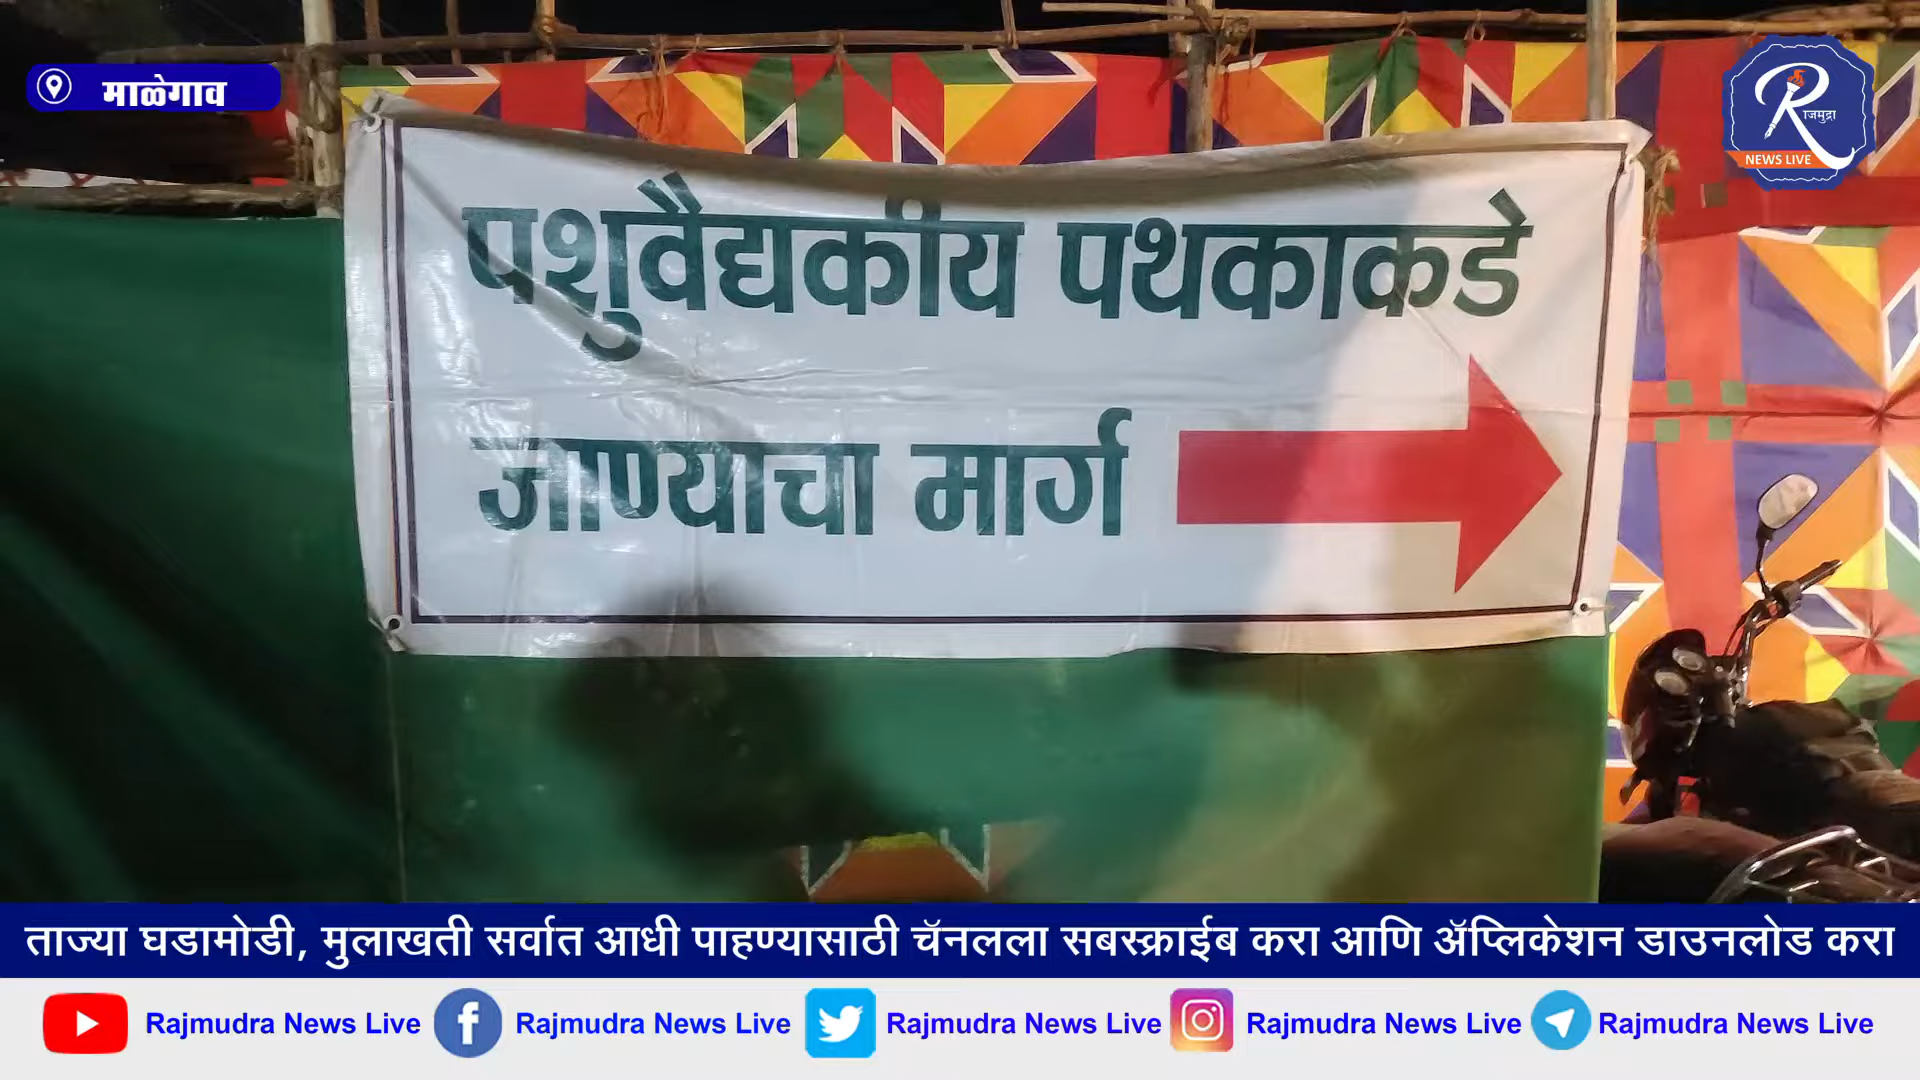 माळेगाव
राजमुद्रा
NEWS LIVE
पशुवैद्यकीय पथकाकडे
जाण्याचा मार्ग
ताज्या घडामोडी, मुलाखती सर्वात आधी पाहण्यासाठी चॅनलला सबस्क्राईब करा आणि ॲप्लिकेशन डाउनलोड करा
Rajmudra News Live Rajmudra News Live Rajmudra News Live Rajmudra News Live Rajmudra News Live